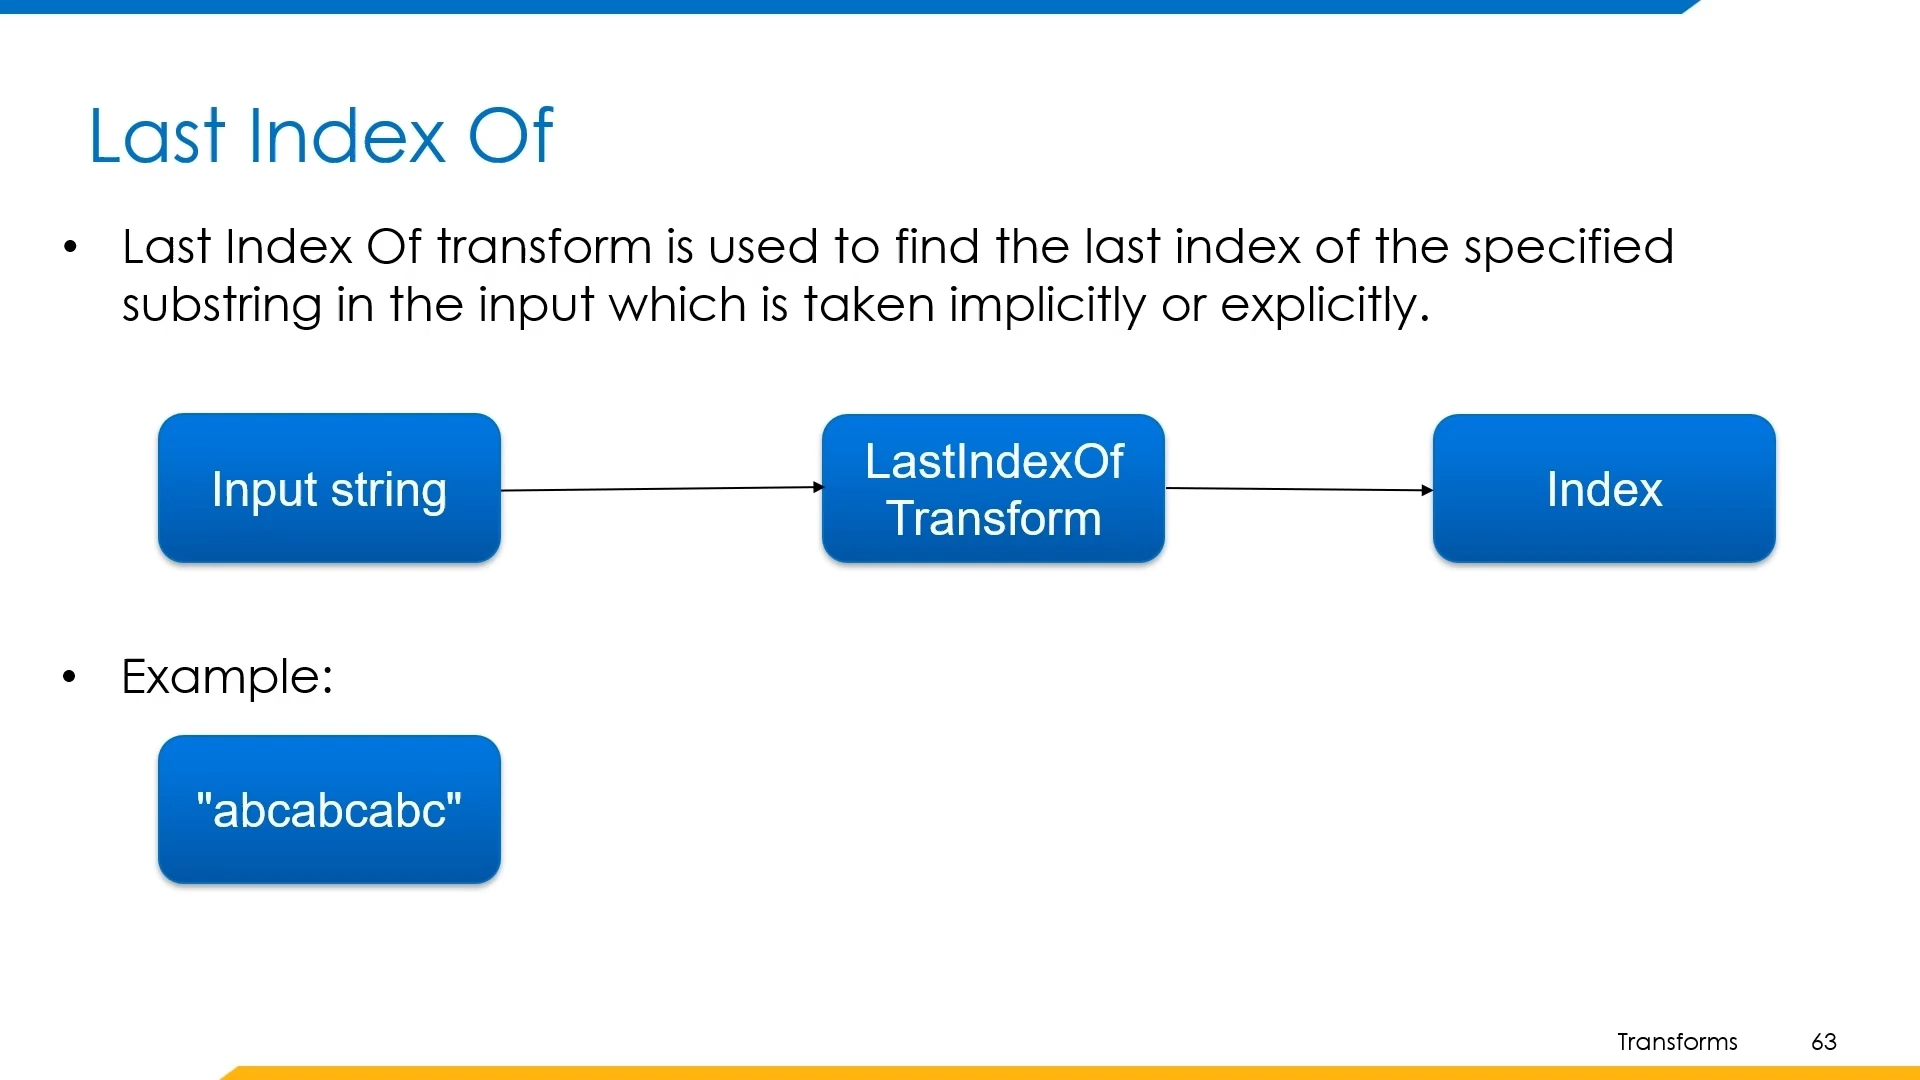 Last Index Of
• Last Index Of transform is used to find the last index of the specified
substring in the input which is taken implicitly or explicitly.
Input string
LastIndexOf
Transform
Index
• Example:
"abcabcabc"
Transforms 63